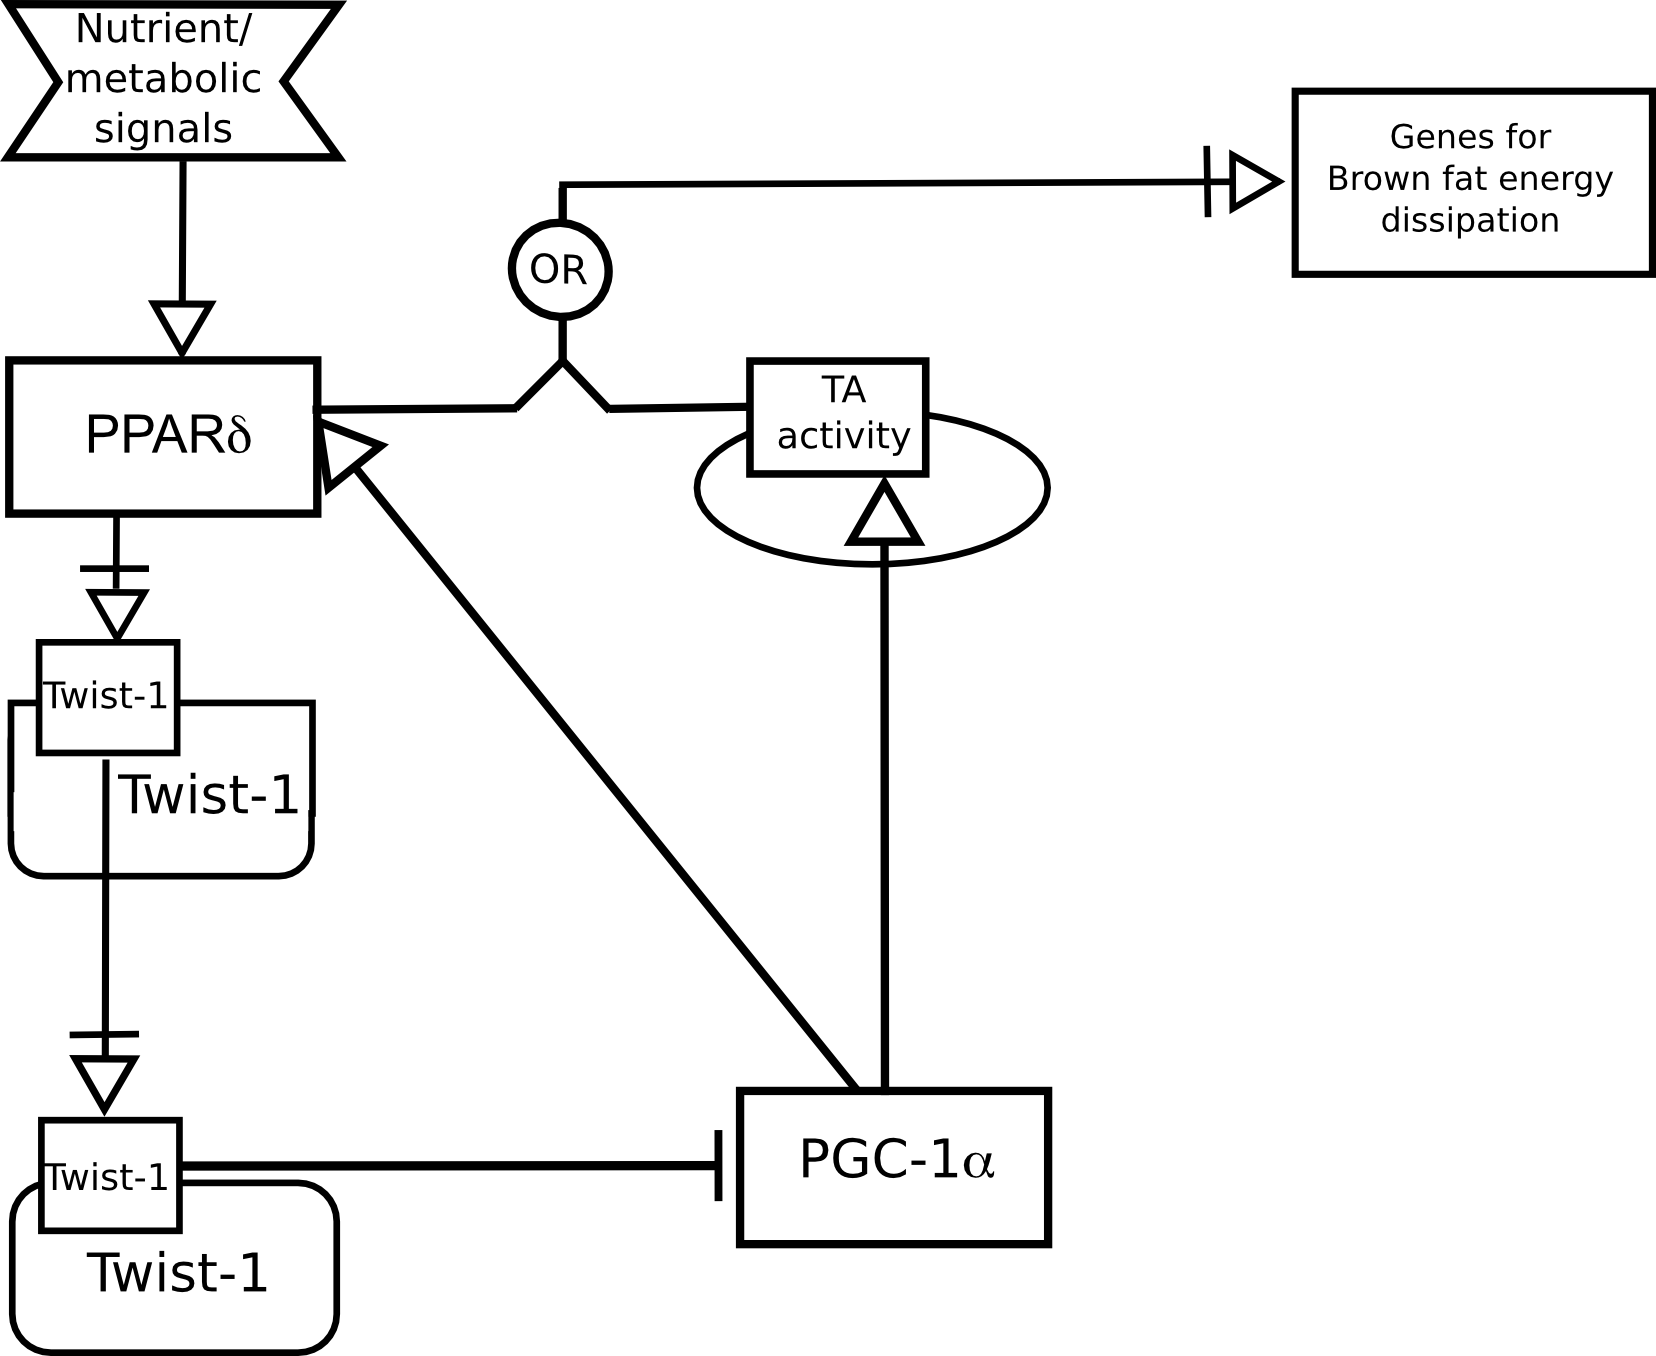 Nutrient/
metabolic
signals
Genes for
Brown fat energy
dissipation
OR
PPARδ
TA
activity
Twist-1
Twist-1
Twist-1
PGC-1α
Twist-1